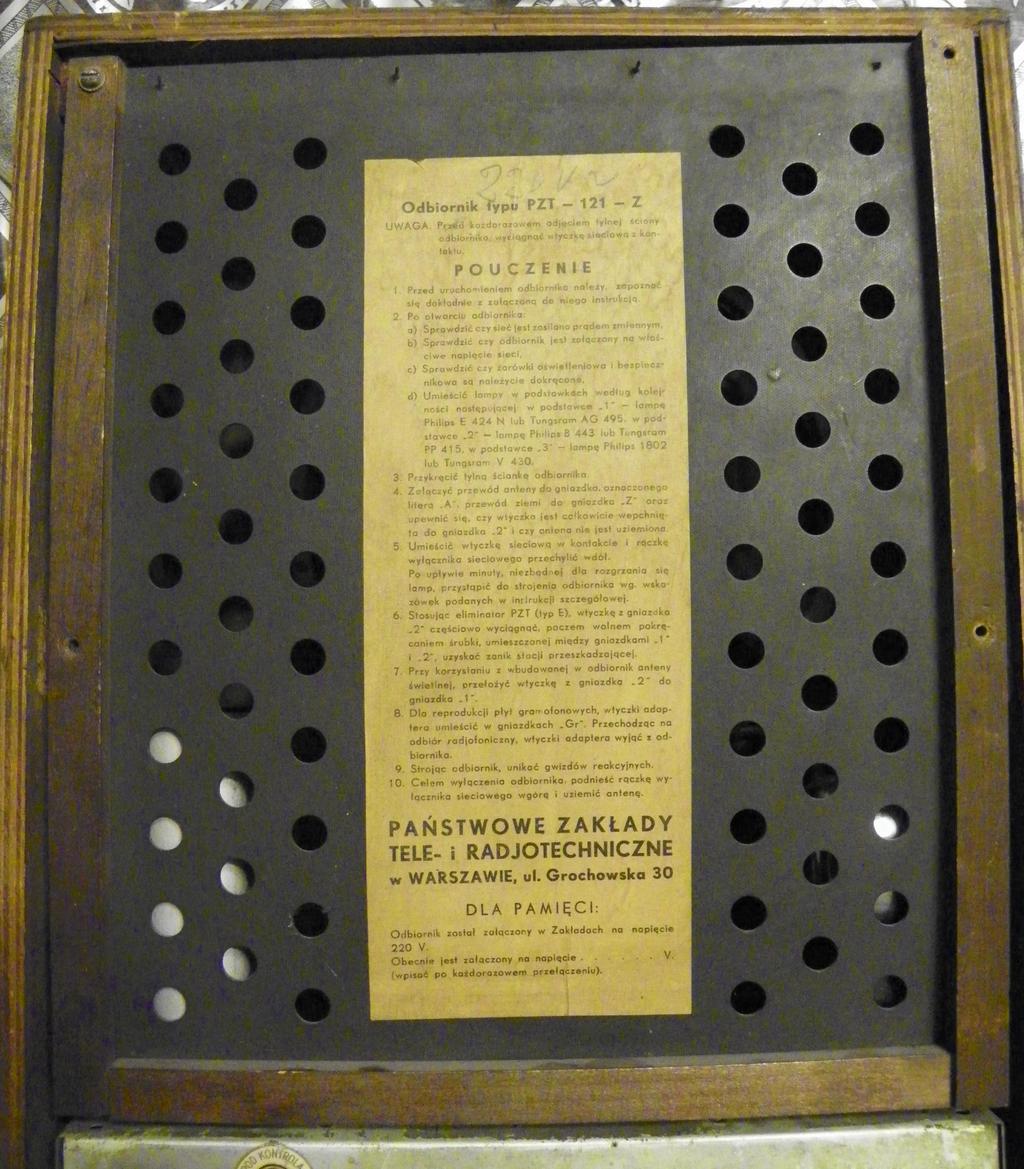 220 V ~
Odbiornik typu PZT – 121 – Z
UWAGA. Przed każdorazowem odjęciem tylnej ściony
odbiornika, wyciągnąć wtyczkę sieciową z kon-
taktu.
POUCZENIE
1. Przed uruchomieniem odbiornika należy, zapoznać
się dokładnie z załączoną do niego instrukcją.
2. Po otwarciu odbiornika:
a) Sprawdzić czy sieć jest zasilana prądem zmiennym,
b) Sprawdzić czy odbiornik jest załączony na właś-
ciwe napięcie sieci,
c) Sprawdzić czy żarówki oświetleniowa i bezpiecz-
nikowa są należycie dokręcone,
d) Umieścić lampy w podstawkach według kolej-
ności następującej: w podstawce „1" – lampę
Philips E 424 N lub Tungsram AG 495, w pod-
stawce „2" – lampę Philips B 443 lub Tungsram
PP 415, w podstawce „3" – lampę Philips 1802
lub Tungsram V 430.
3. Przykręcić tylną ściankę odbiornika.
4. Załączyć przewód anteny do gniazdka, oznaczonego
literą „A", przewód ziemi do gniazdka „Z" oraz
upewnić się, czy wtyczka jest całkowicie wepchnię-
ta do gniazdka „2" i czy antena nie jest uziemiona.
5. Umieścić wtyczkę sieciową w kontakcie i rączkę
wyłącznika sieciowego przechylić wdół.
Po upływie minuty, niezbędnej dla rozgrzania się
lamp, przystąpić do strojenia odbiornika wg. wska-
zówek podanych w instrukcji szczegółowej.
6. Stosując eliminator PZT (typ E), wtyczkę z gniazdka
„2" częściowo wyciągnąć, poczem wolnem pokrę-
caniem śrubki, umieszczonej między gniazdkami „1"
i „2", uzyskać zanik stacji przeszkadzającej.
7. Przy korzystaniu z wbudowanej w odbiornik anteny
świetlnej, przełożyć wtyczkę z gniazdka „2" do
gniazdka „1".
8. Dla reprodukcji płyt gramofonowych, wtyczki adap-
tera umieścić w gniazdkach „Gr". Przechodząc na
odbiór radjofoniczny, wtyczki adaptera wyjąć z od-
biornika.
9. Strojąc odbiornik, unikać gwizdów reakcyjnych.
10. Celem wyłączenia odbiornika, podnieść rączkę wy-
łącznika sieciowego wgórę i uziemić antenę.
PAŃSTWOWE ZAKŁADY
TELE- i RADJOTECHNICZNE
w WARSZAWIE, ul. Grochowska 30
DLA PAMIĘCI:
Odbiornik został załączony w Zakładach na napięcie
220 V.
Obecnie jest załączony na napięcie . . . . . . . . V.
(wpisać po każdorazowem przełączeniu).
KONTROLA